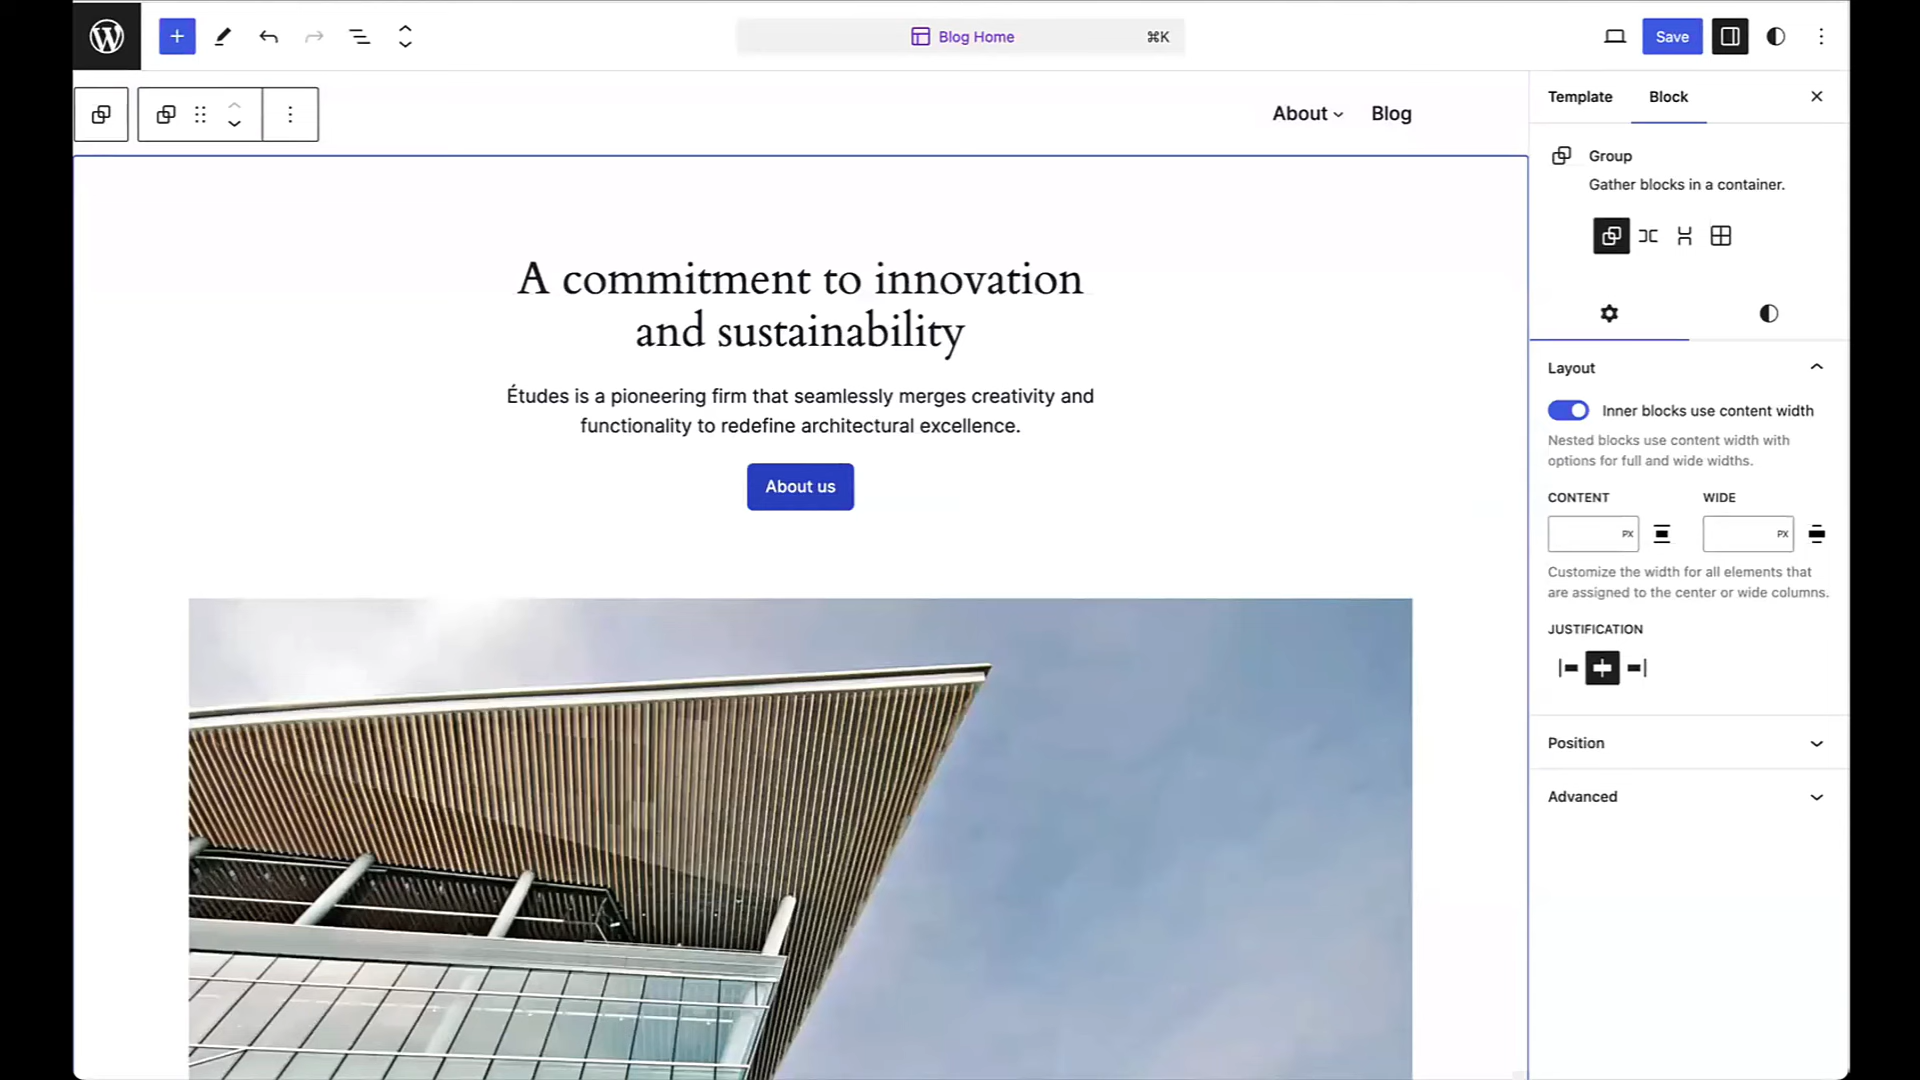 Blog Home
⌘K
Save
About
Blog
Template
Block
Group
Gather blocks in a container.
A commitment to innovation
and sustainability
Études is a pioneering firm that seamlessly merges creativity and
functionality to redefine architectural excellence.
About us
Layout
Inner blocks use content width
Nested blocks use content width with
options for full and wide widths.
CONTENT
WIDE
PX
PX
Customize the width for all elements that
are assigned to the center or wide columns.
JUSTIFICATION
Position
Advanced